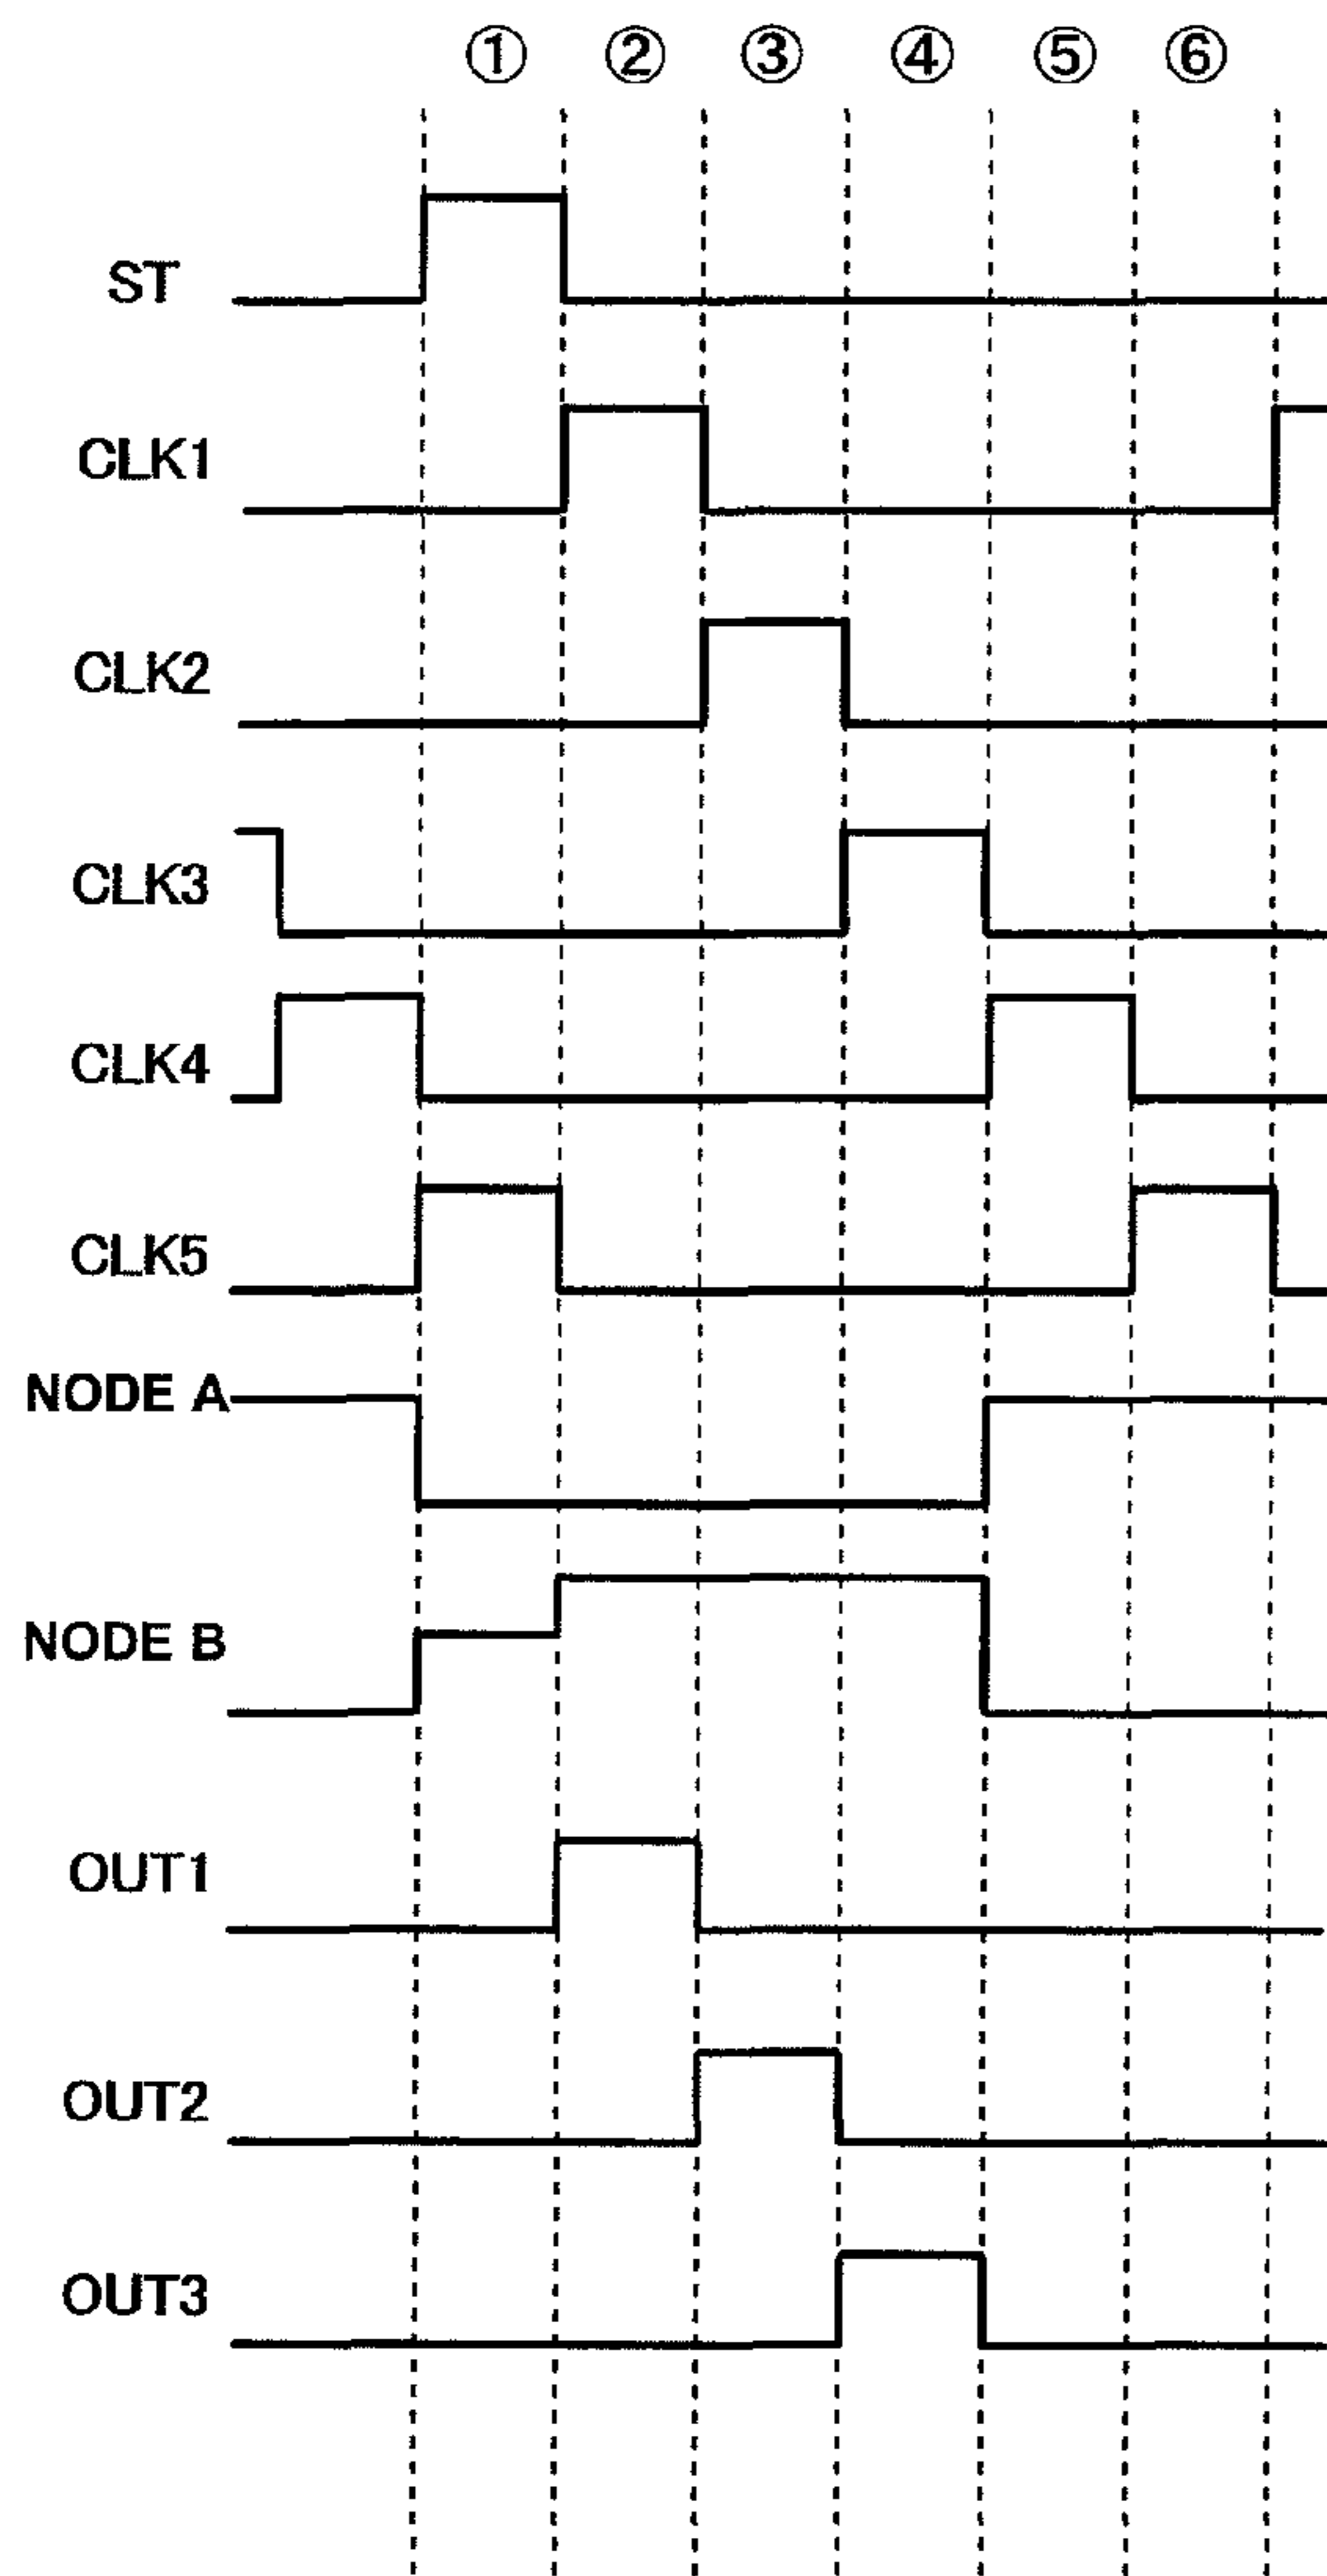 ① ② ③ ④ ⑤ ⑥
ST
CLK1
CLK2
CLK3
CLK4
CLK5
NODE A
NODE B
OUT1
OUT2
OUT3